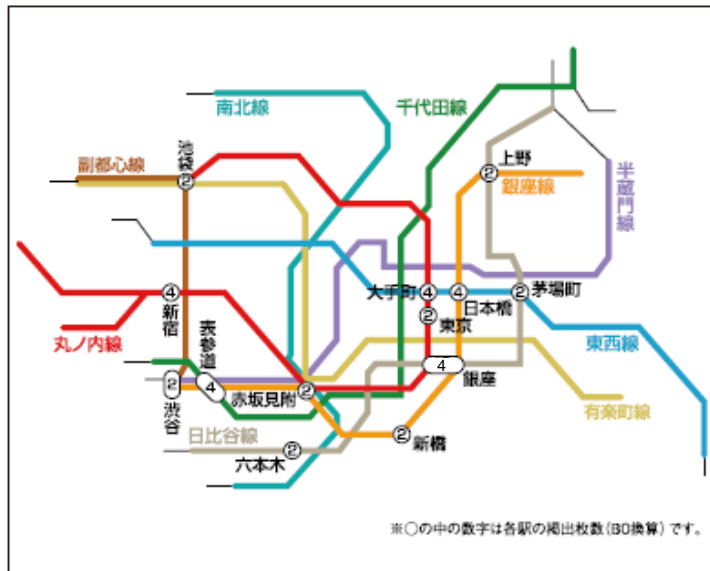 南北線
千代田線
池袋
②
副都心線
上野
②
銀座線
半蔵門線
④
新宿
大手町
④
④
日本橋
②
茅場町
②
東京
丸ノ内線
表参道
東西線
②
渋谷
④
赤坂見附
②
4
銀座
有楽町線
日比谷線
②
六本木
②
新橋
※○の中の数字は各駅の掲出枚数(B0換算)です。